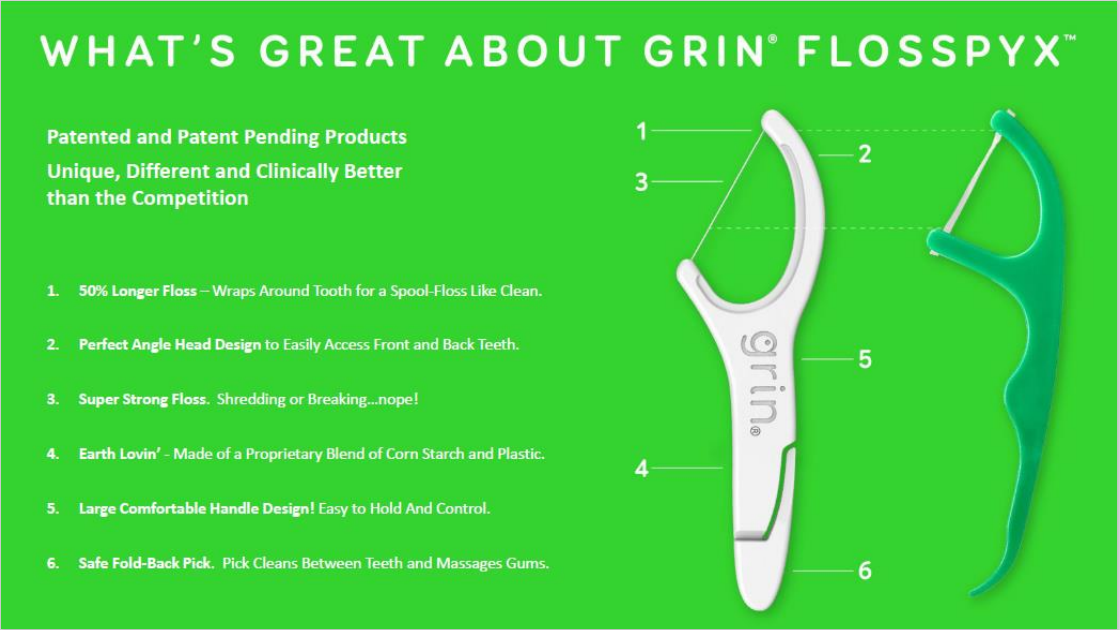 WHAT'S GREAT ABOUT GRIN® FLOSSPYX™
Patented and Patent Pending Products
Unique, Different and Clinically Better
than the Competition
1. 50% Longer Floss – Wraps Around Tooth for a Spool-Floss Like Clean.
2. Perfect Angle Head Design to Easily Access Front and Back Teeth.
3. Super Strong Floss. Shredding or Breaking...nope!
4. Earth Lovin' - Made of a Proprietary Blend of Corn Starch and Plastic.
5. Large Comfortable Handle Design! Easy to Hold And Control.
6. Safe Fold-Back Pick. Pick Cleans Between Teeth and Massages Gums.
1
2
3
grin®
5
4
6